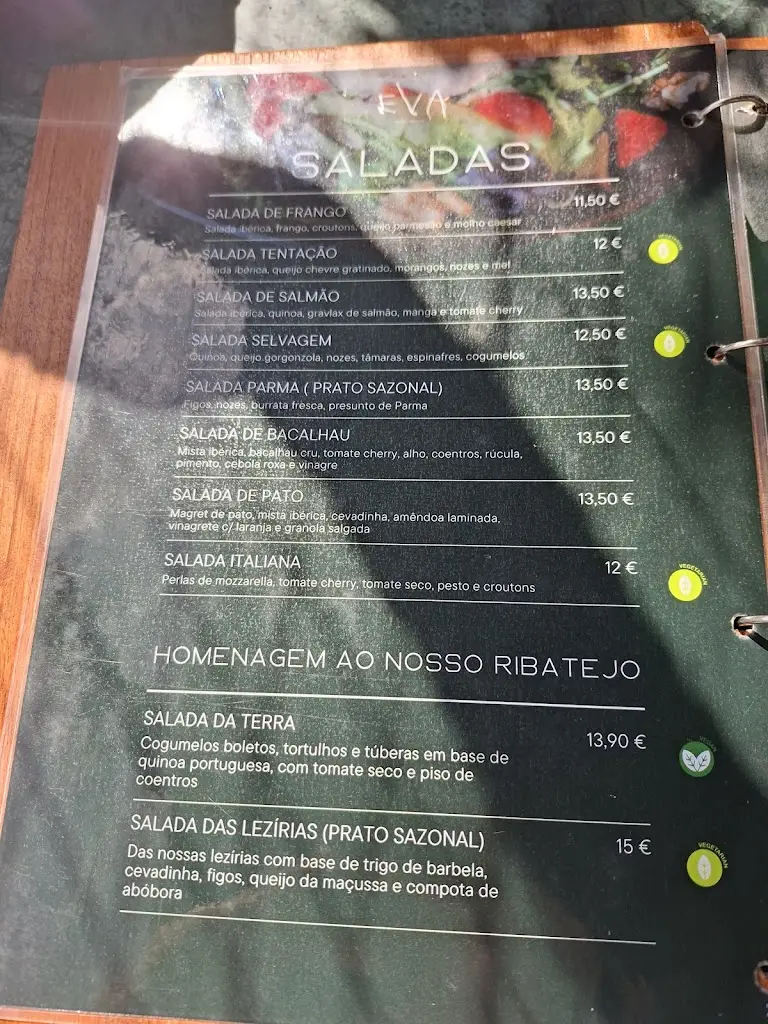 EVA
SALADAS
SALADA DE FRANGO 11,50 €
Salada ibérica, frango, croutons, queijo parmesão e molho caesar
SALADA TENTAÇÃO 12 €
Salada ibérica, queijo chevre gratinado, morangos, nozes e mel
VEGETARIAN
SALADA DE SALMÃO 13,50 €
Salada ibérica, quinoa, gravlax de salmão, manga e tomate cherry
SALADA SELVAGEM 12,50 €
Quinoa, queijo gorgonzola, nozes, tâmaras, espinafres, cogumelos
VEGETARIAN
SALADA PARMA ( PRATO SAZONAL) 13,50 €
Figos, nozes, burrata fresca, presunto de Parma
SALADA DE BACALHAU 13,50 €
Mista ibérica, bacalhau cru, tomate cherry, alho, coentros, rúcula,
pimento, cebola roxa e vinagre
SALADA DE PATO 13,50 €
Magret de pato, mista ibérica, cevadinha, amêndoa laminada,
vinagrete c/ laranja e granola salgada
SALADA ITALIANA 12 €
Perlas de mozzarella, tomate cherry, tomate seco, pesto e croutons
VEGETARIAN
HOMENAGEM AO NOSSO RIBATEJO
SALADA DA TERRA 13,90 €
Cogumelos boletos, tortulhos e túberas em base de
quinoa portuguesa, com tomate seco e piso de
coentros
VEGAN
SALADA DAS LEZÍRIAS (PRATO SAZONAL) 15 €
Das nossas lezírias com base de trigo de barbela,
cevadinha, figos, queijo da maçussa e compota de
abóbora
VEGETARIAN